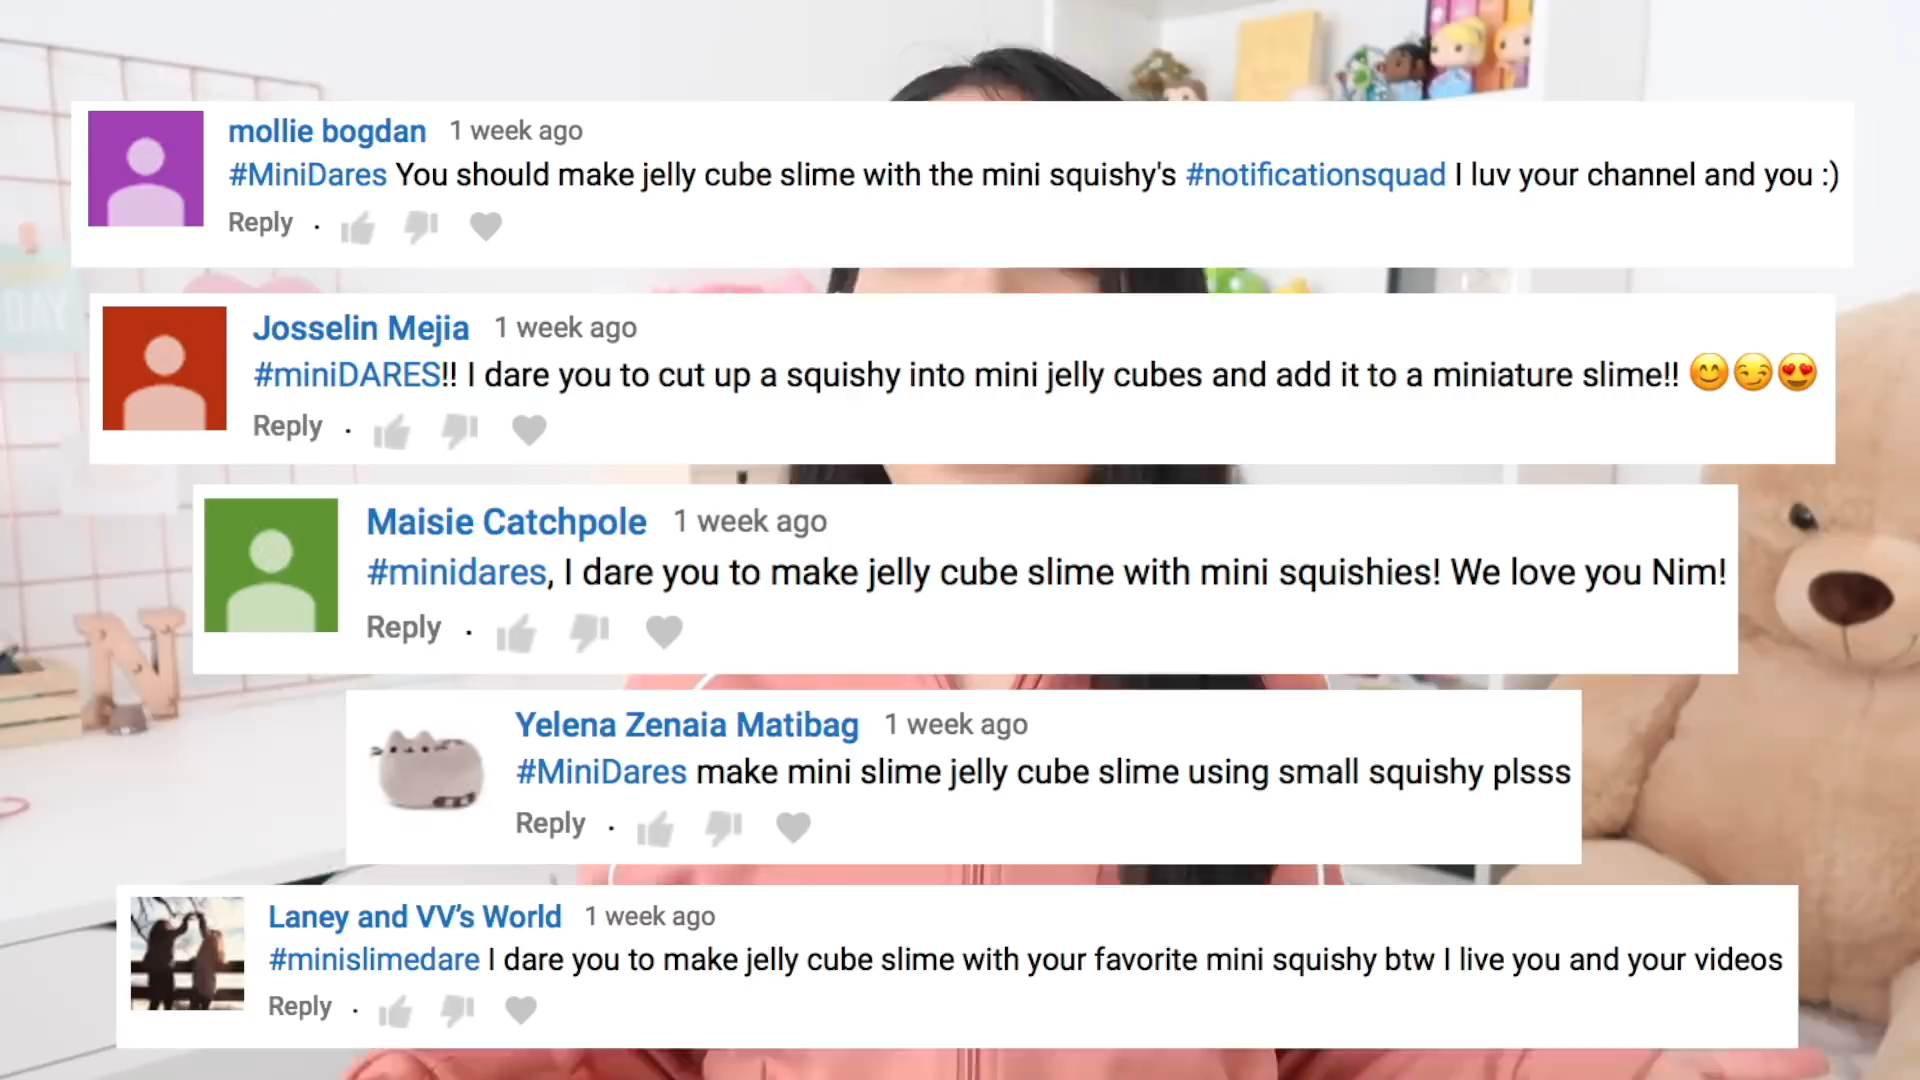 mollie bogdan 1 week ago
#MiniDares You should make jelly cube slime with the mini squishy's #notificationsquad I luv your channel and you :)
Reply
DAY
Josselin Mejia 1 week ago
#miniDARES!! I dare you to cut up a squishy into mini jelly cubes and add it to a miniature slime!! 😊😏😍
Reply
Maisie Catchpole 1 week ago
#minidares, I dare you to make jelly cube slime with mini squishies! We love you Nim!
Reply
N
Yelena Zenaia Matibag 1 week ago
#MiniDares make mini slime jelly cube slime using small squishy plsss
Reply
Laney and VV's World 1 week ago
#minislimedare I dare you to make jelly cube slime with your favorite mini squishy btw I live you and your videos
Reply